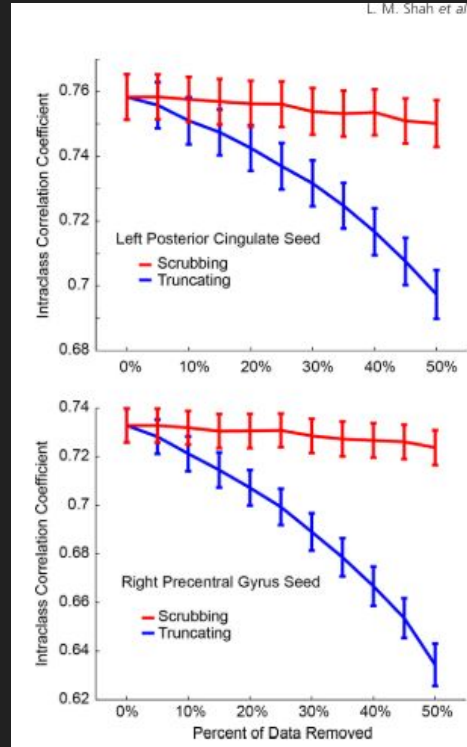 L. M. Shah et al
Intraclass Correlation Coefficient
0.76
0.74
0.72
0.7
0.68
Left Posterior Cingulate Seed
Scrubbing
Truncating
0% 10% 20% 30% 40% 50%
Intraclass Correlation Coefficient
0.74
0.72
0.7
0.68
0.66
0.64
0.62
Right Precentral Gyrus Seed
Scrubbing
Truncating
0% 10% 20% 30% 40% 50%
Percent of Data Removed